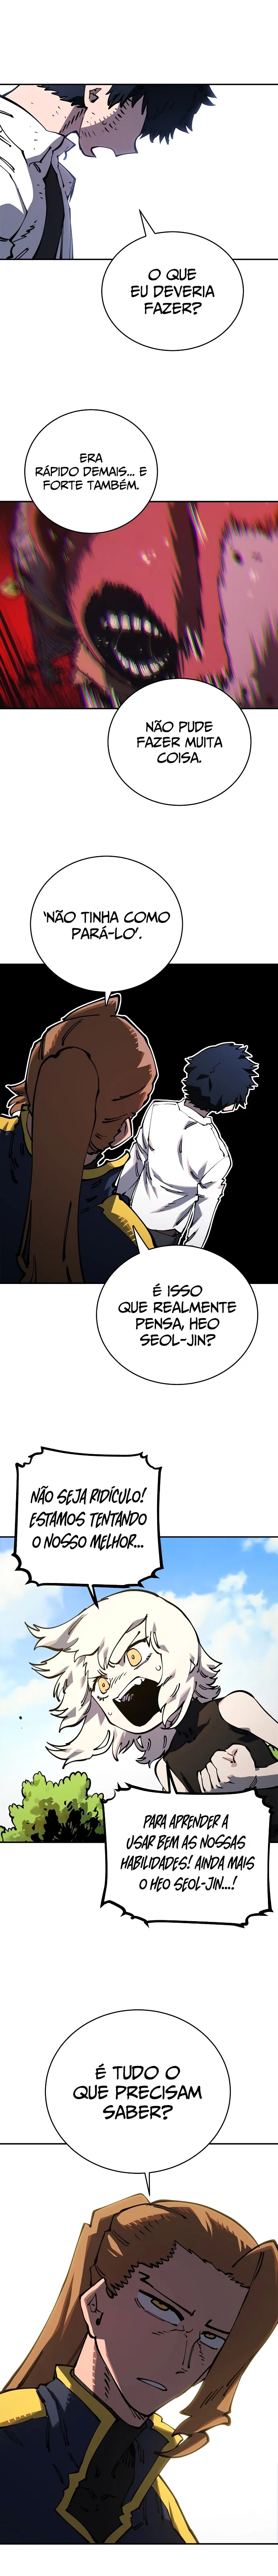 O QUE
EU DEVERIA
FAZER?
ERA
RÁPIDO DEMAIS... E
FORTE TAMBÉM.
NÃO PUDE
FAZER MUITA
COISA.
'NÃO TINHA COMO
PARÁ-LO'.
É ISSO
QUE REALMENTE
PENSA, HEO
SEOL-JIN?
NÃO SEJA RIDÍCULO!
ESTAMOS TENTANDO
O NOSSO MELHOR...
PARA APRENDER A
USAR BEM AS NOSSAS
HABILIDADES! AINDA MAIS
O HEO SEOL-JIN...!
É TUDO O
QUE PRECISAM
SABER?